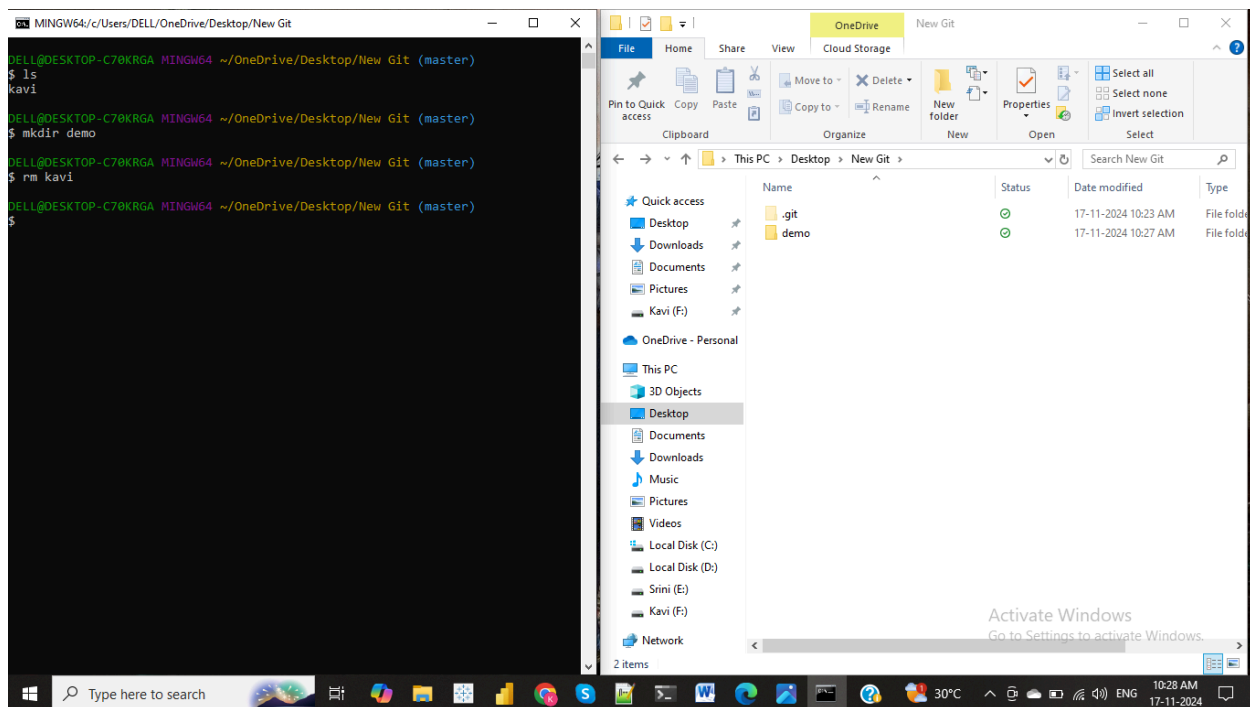 MINGW64:/c/Users/DELL/OneDrive/Desktop/New Git
DELL@DESKTOP-C70KRGA MINGW64 ~/OneDrive/Desktop/New Git (master)
$ ls
kavi
DELL@DESKTOP-C70KRGA MINGW64 ~/OneDrive/Desktop/New Git (master)
$ mkdir demo
DELL@DESKTOP-C70KRGA MINGW64 ~/OneDrive/Desktop/New Git (master)
$ rm kavi
DELL@DESKTOP-C70KRGA MINGW64 ~/OneDrive/Desktop/New Git (master)
$
OneDrive New Git
File Home Share View Cloud Storage
Pin to Quick access
Copy
Paste
Move to
Copy to
Delete
Rename
New folder
Properties
Select all
Select none
Invert selection
Clipboard Organize New Open Select
This PC > Desktop > New Git >
Search New Git
Name Status Date modified Type
.git 17-11-2024 10:23 AM File folde
demo 17-11-2024 10:27 AM File folde
Quick access
Desktop
Downloads
Documents
Pictures
Kavi (F:)
OneDrive - Personal
This PC
3D Objects
Desktop
Documents
Downloads
Music
Pictures
Videos
Local Disk (C:)
Local Disk (D:)
Srini (E:)
Kavi (F:)
Network
2 items
Activate Windows
Go to Settings to activate Windows.
Type here to search
30°C
ENG
10:28 AM
17-11-2024